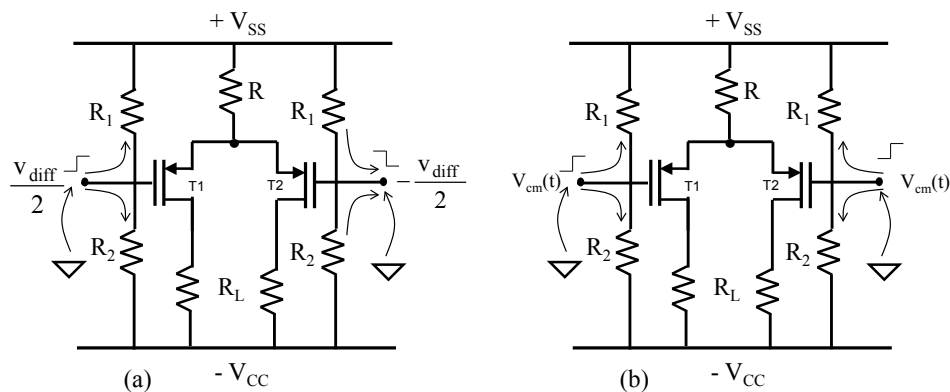 + V_SS
R
R_1
R_1
v_diff
2
T1
T2
- v_diff
2
R_2
R_2
R_L
- V_CC
(a)
+ V_SS
R
R_1
R_1
V_cm(t)
T1
T2
V_cm(t)
R_2
R_2
R_L
- V_CC
(b)